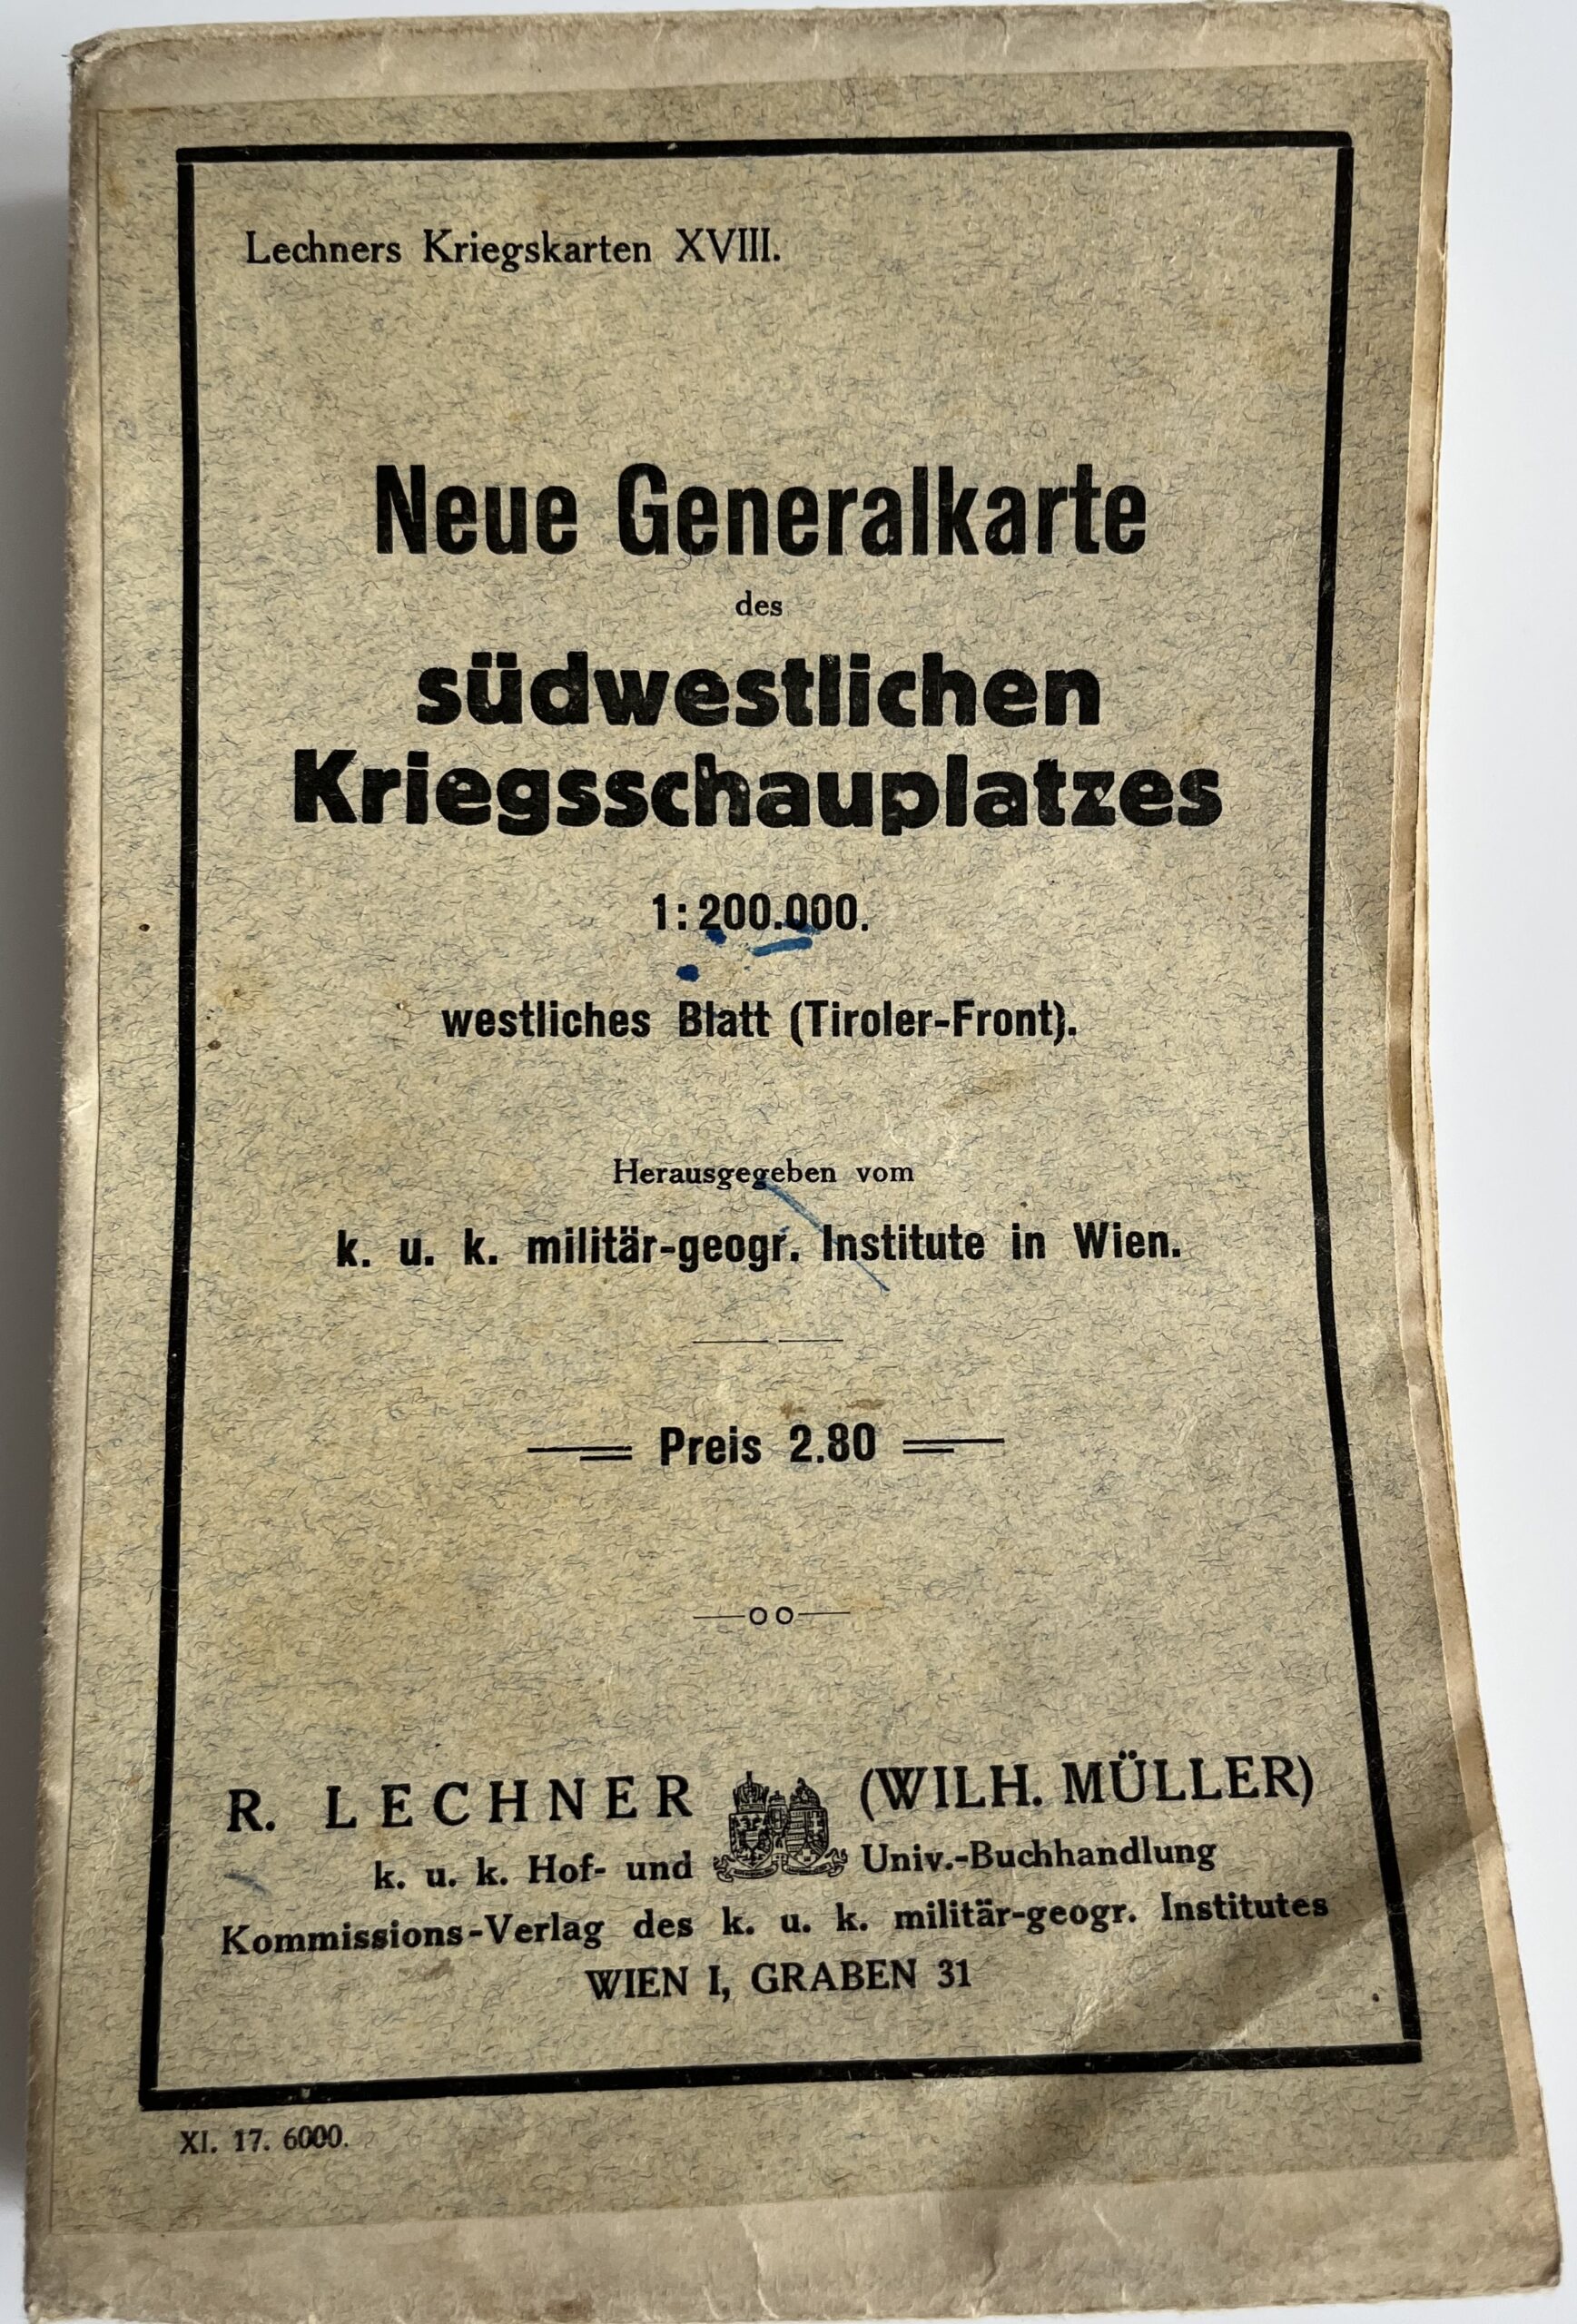 Lechners Kriegskarten XVIII.
Neue Generalkarte
des
südwestlichen
Kriegsschauplatzes
1:200.000.
westliches Blatt (Tiroler-Front).
Herausgegeben vom
k. u. k. militär-geogr. Institute in Wien.
Preis 2.80
R. LECHNER (WILH. MÜLLER)
k. u. k. Hof- und Univ.-Buchhandlung
Kommissions-Verlag des k. u. k. militär-geogr. Institutes
WIEN I, GRABEN 31
XI. 17. 6000.